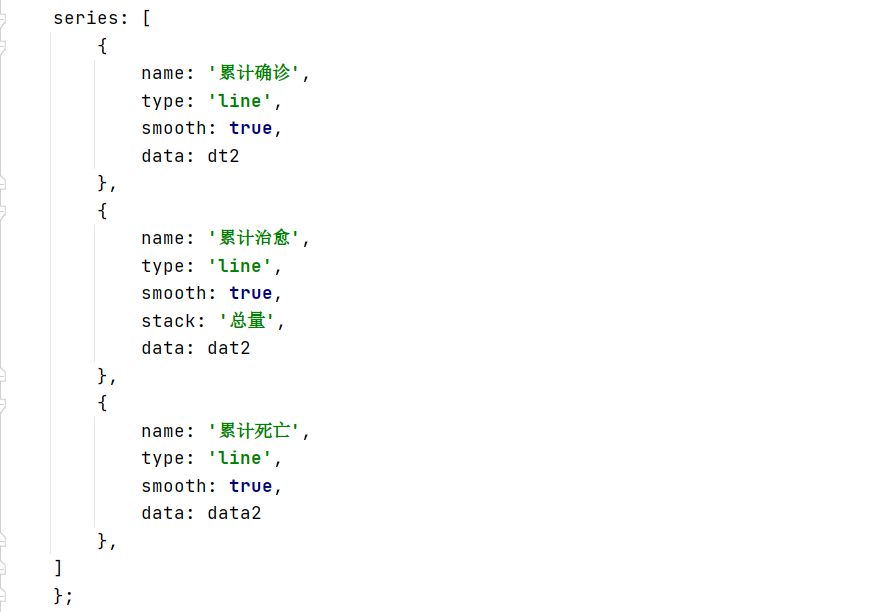 series: [
    {
        name: '累计确诊',
        type: 'line',
        smooth: true,
        data: dt2
    },
    {
        name: '累计治愈',
        type: 'line',
        smooth: true,
        stack: '总量',
        data: dat2
    },
    {
        name: '累计死亡',
        type: 'line',
        smooth: true,
        data: data2
    },
]
};